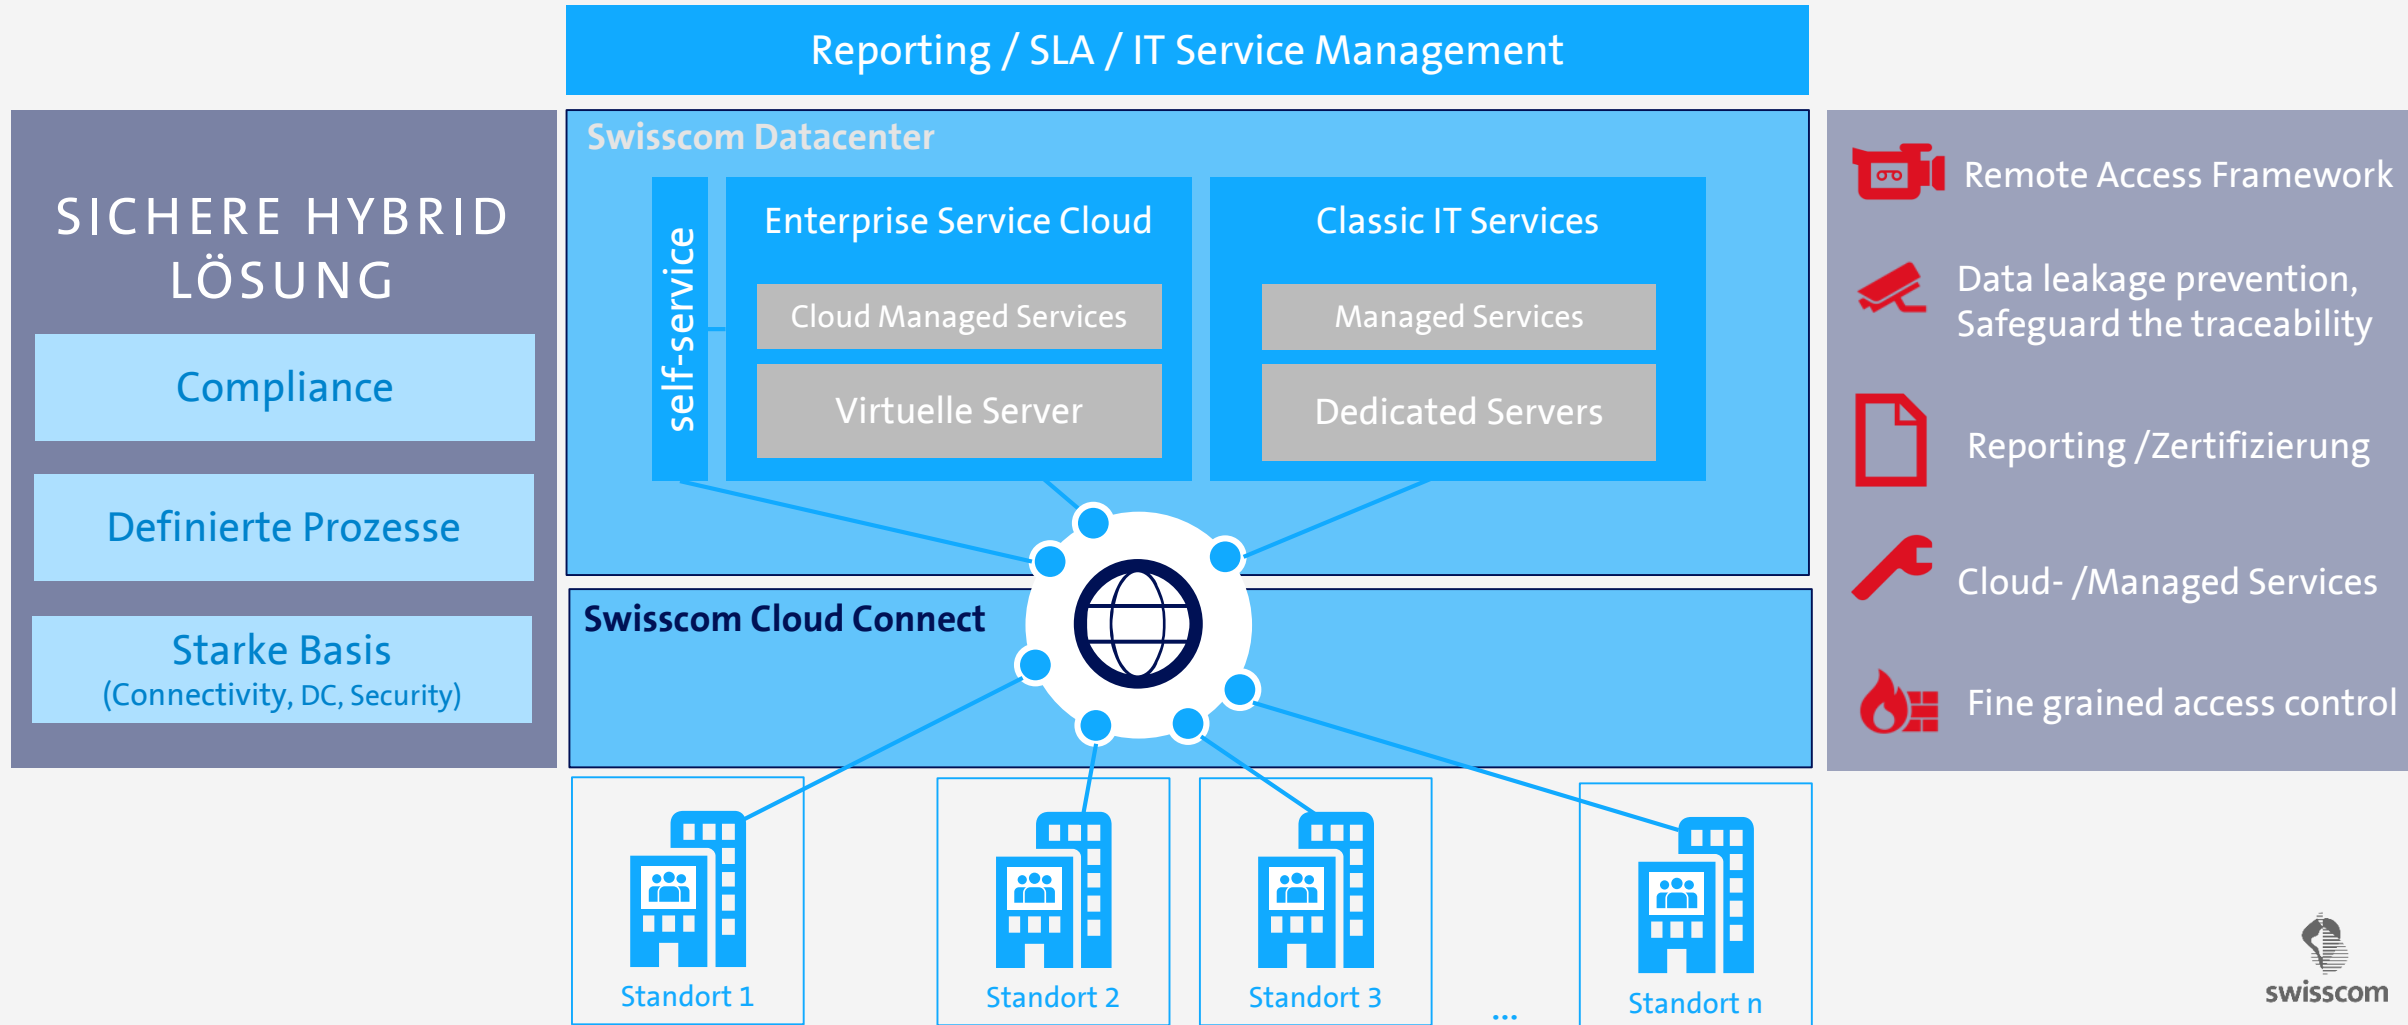 Reporting / SLA / IT Service Management
SICHERE HYBRID
LÖSUNG
Compliance
Definierte Prozesse
Starke Basis
(Connectivity, DC, Security)
Swisscom Datacenter
self-service
Enterprise Service Cloud
Cloud Managed Services
Virtuelle Server
Classic IT Services
Managed Services
Dedicated Servers
Swisscom Cloud Connect
Standort 1
Standort 2
Standort 3
...
Standort n
Remote Access Framework
Data leakage prevention,
Safeguard the traceability
Reporting /Zertifizierung
Cloud- /Managed Services
Fine grained access control
swisscom